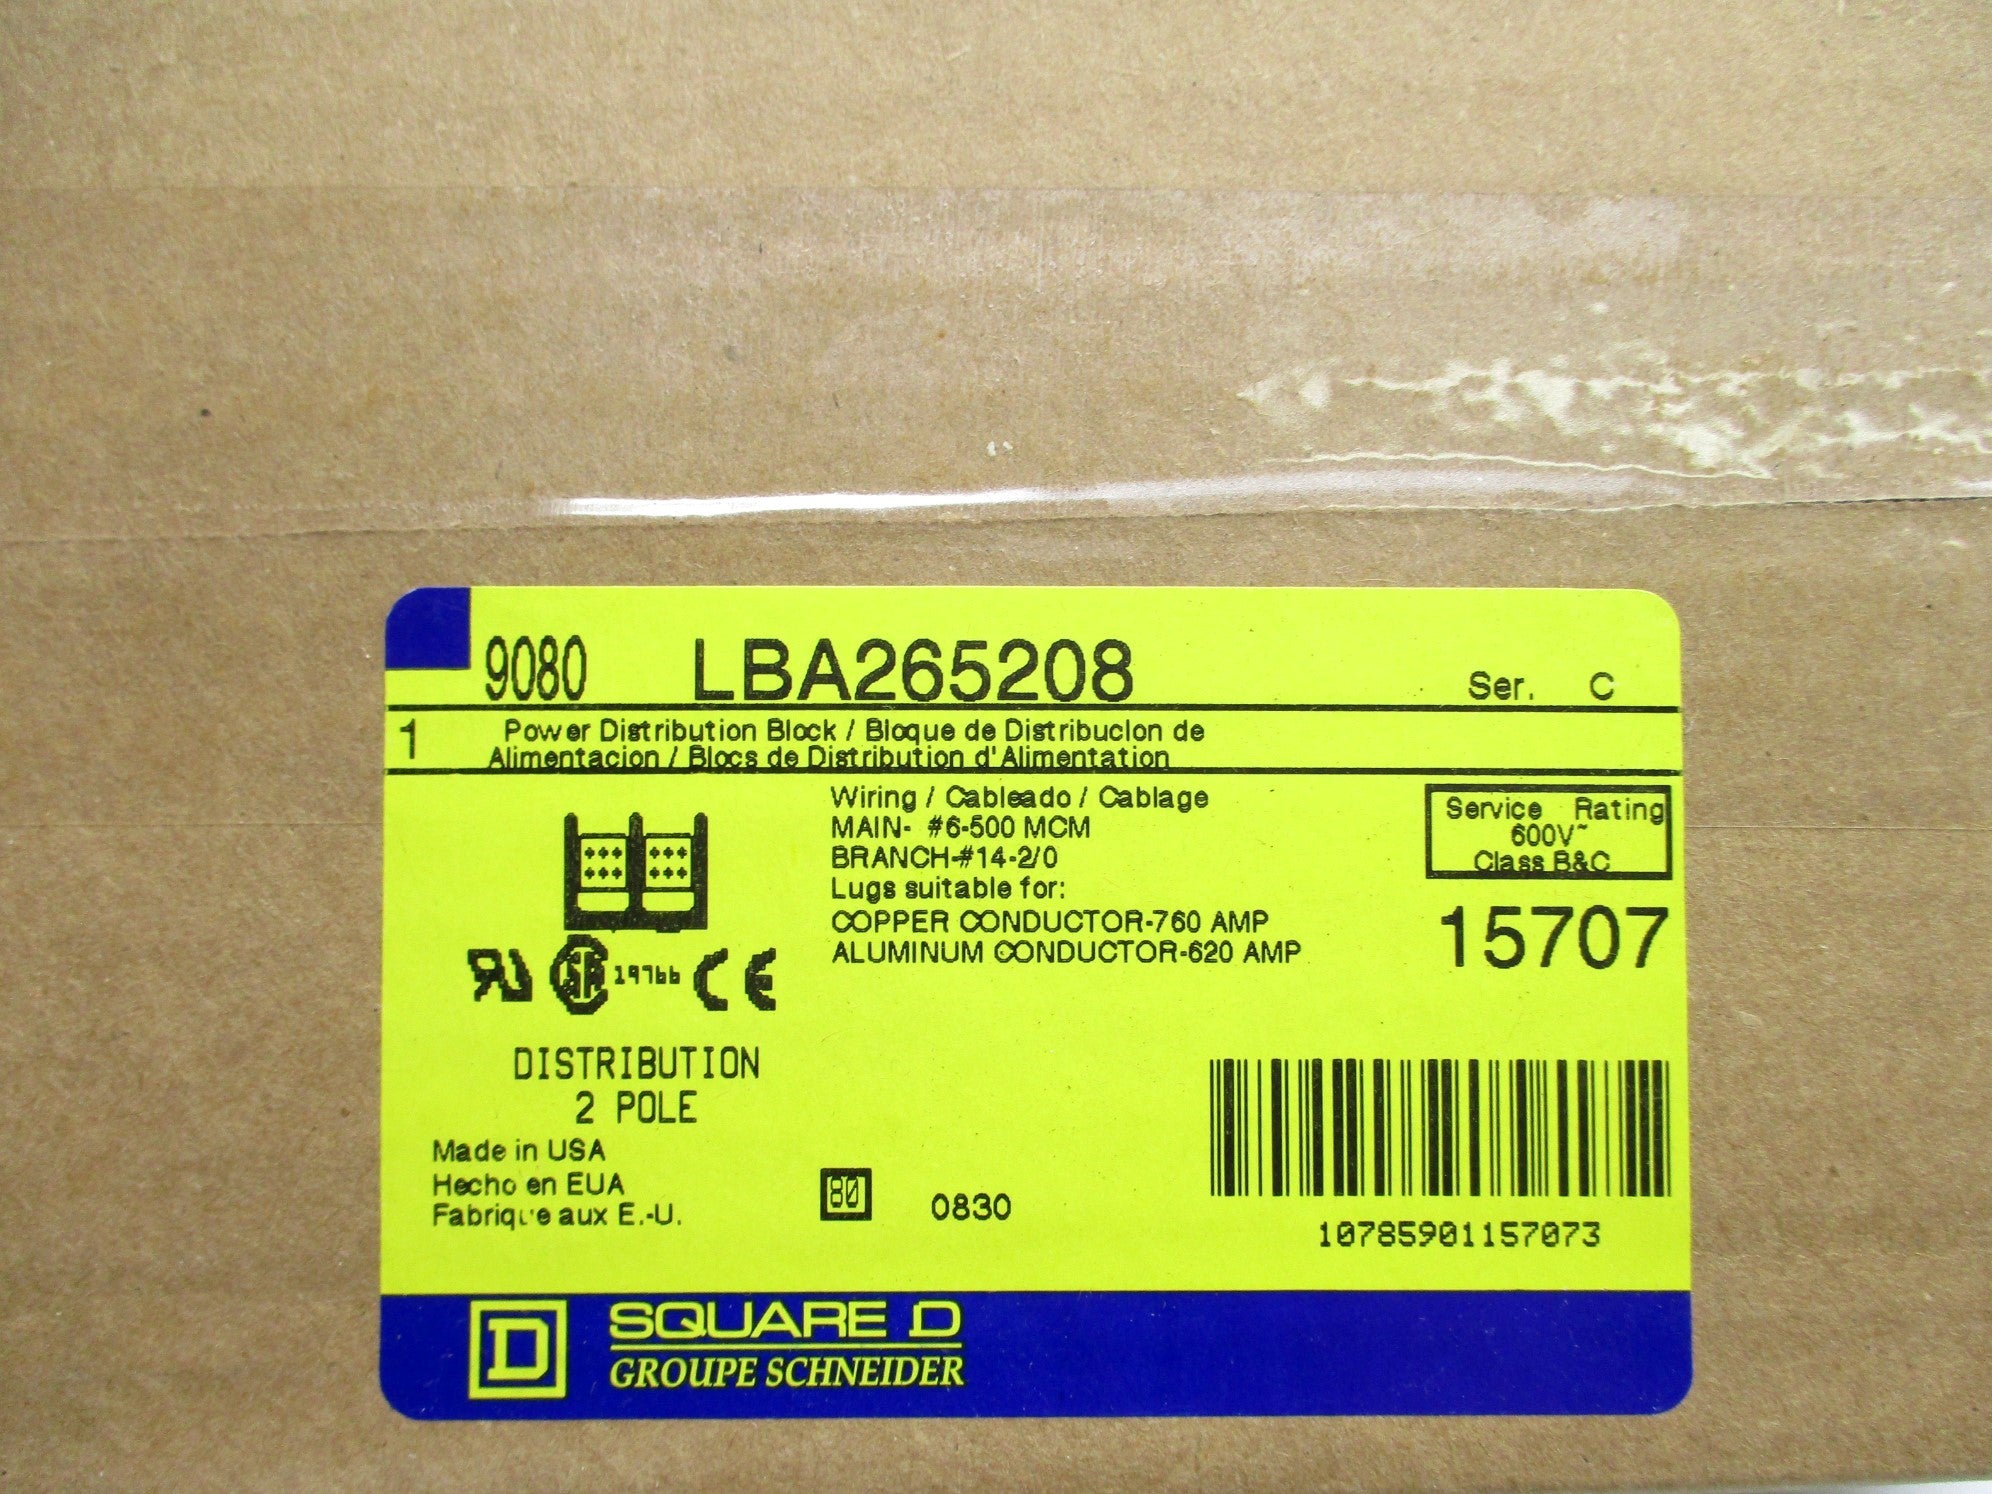 9080 LBA265208 Ser. C
1 Power Distribution Block / Bloque de Distribucion de
Alimentacion / Blocs de Distribution d'Alimentation
Wiring / Cableado / Cablage
MAIN- #6-500 MCM
BRANCH-#14-2/0
Lugs suitable for:
COPPER CONDUCTOR-760 AMP
ALUMINUM CONDUCTOR-620 AMP
Service Rating
600V~
Class B&C
15707
19766 CE
DISTRIBUTION
2 POLE
Made in USA
Hecho en EUA
Fabrique aux E.-U.
80 0830
10785901157073
D SQUARE D
GROUPE SCHNEIDER